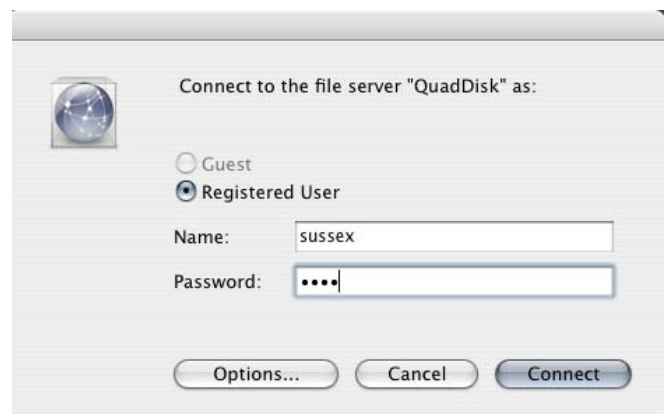 Connect to the file server "QuadDisk" as:
Guest
Registered User
Name: sussex
Password: ••••
Options... Cancel Connect